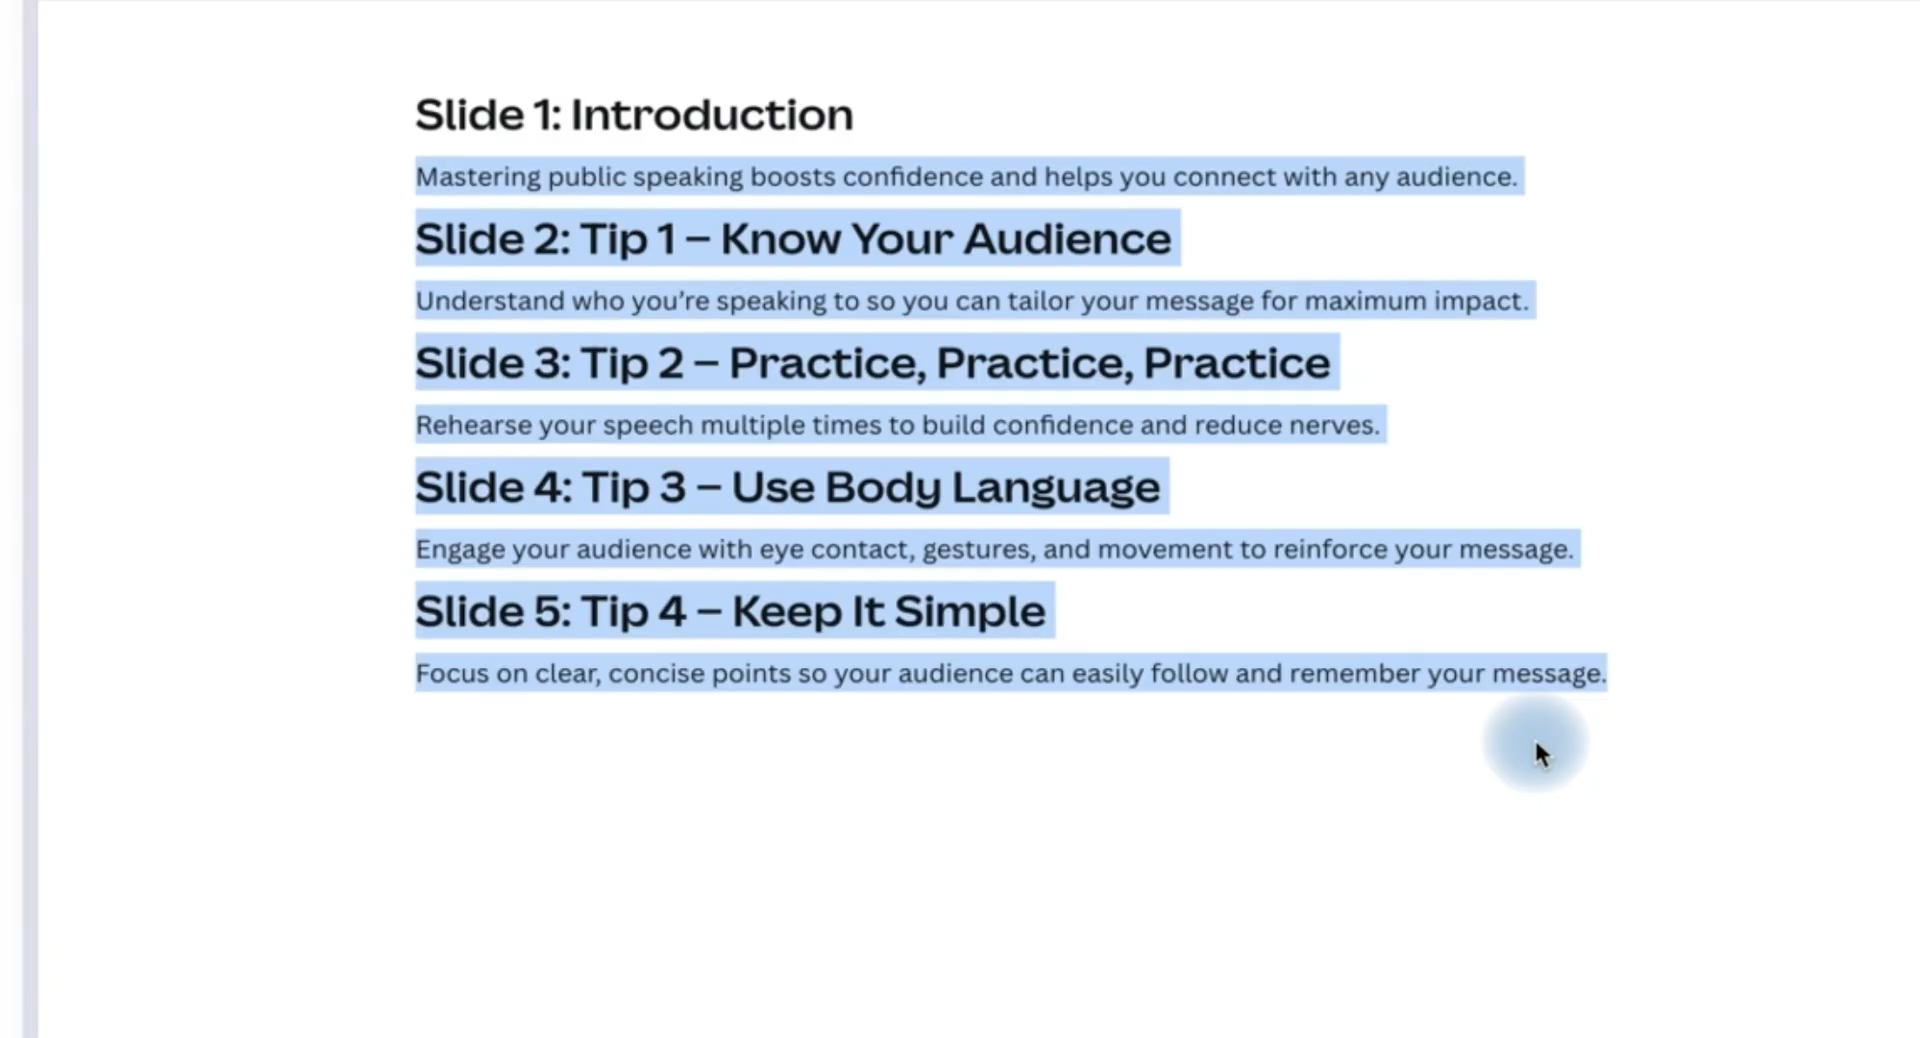 Slide 1: Introduction
Mastering public speaking boosts confidence and helps you connect with any audience.
Slide 2: Tip 1 – Know Your Audience
Understand who you’re speaking to so you can tailor your message for maximum impact.
Slide 3: Tip 2 – Practice, Practice, Practice
Rehearse your speech multiple times to build confidence and reduce nerves.
Slide 4: Tip 3 – Use Body Language
Engage your audience with eye contact, gestures, and movement to reinforce your message.
Slide 5: Tip 4 – Keep It Simple
Focus on clear, concise points so your audience can easily follow and remember your message.